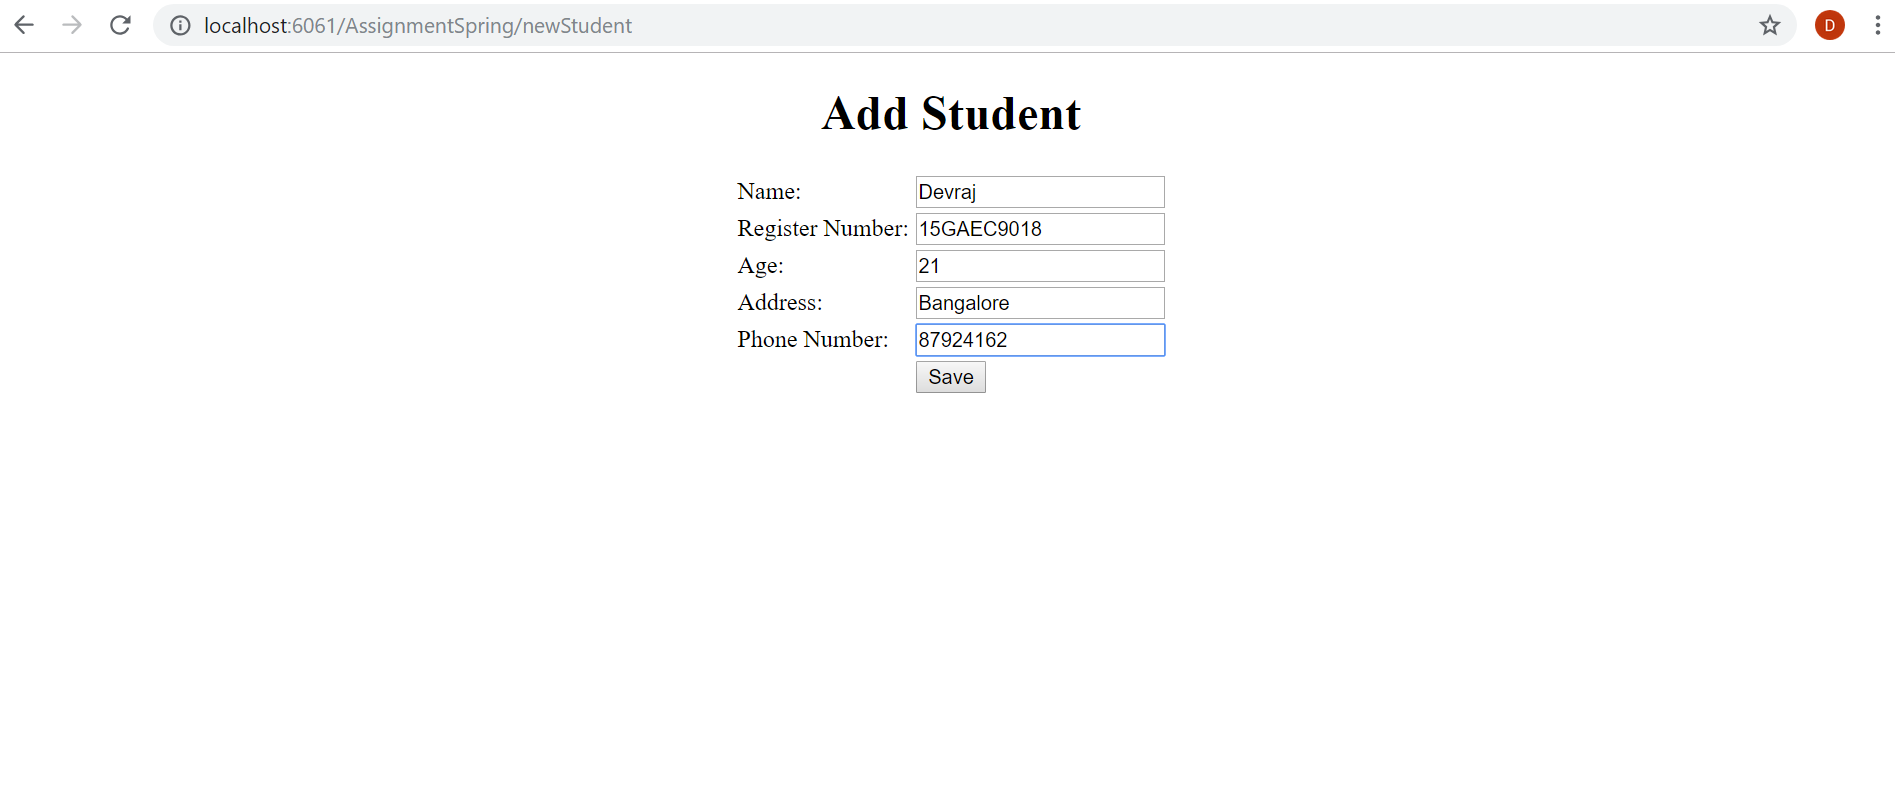 localhost:6061/AssignmentSpring/newStudent
D
Add Student
Name: Devraj
Register Number: 15GAEC9018
Age: 21
Address: Bangalore
Phone Number: 87924162
Save